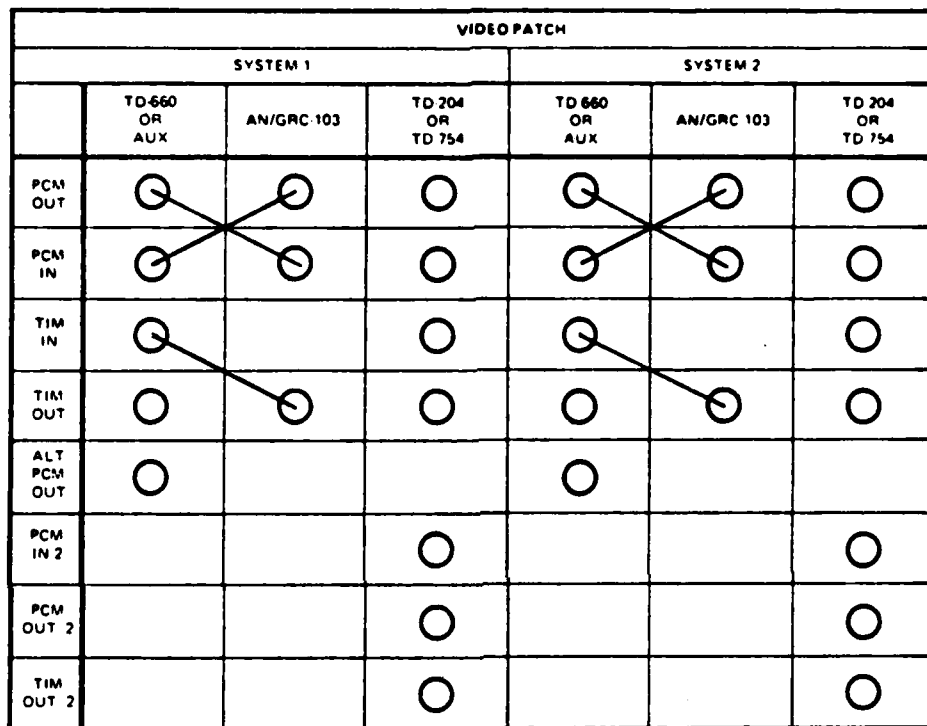 VIDEO PATCH
SYSTEM 1
SYSTEM 2
TD-660
OR
AUX
AN/GRC-103
TD-204
OR
TD 754
TD 660
OR
AUX
AN/GRC 103
TD 204
OR
TD 754
PCM
OUT
PCM
IN
TIM
IN
TIM
OUT
ALT
PCM
OUT
PCM
IN 2
PCM
OUT 2
TIM
OUT 2